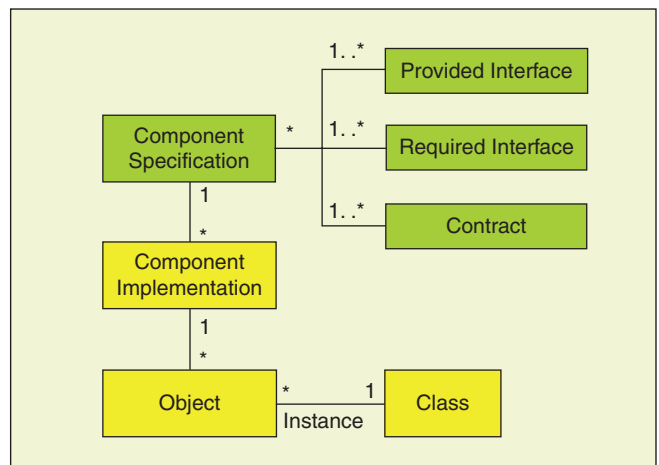 1. .*
Provided Interface
*
1. .*
Component
Specification
Required Interface
1
1. .*
Contract
*
Component
Implementation
1
*
Object
*
1
Instance
Class